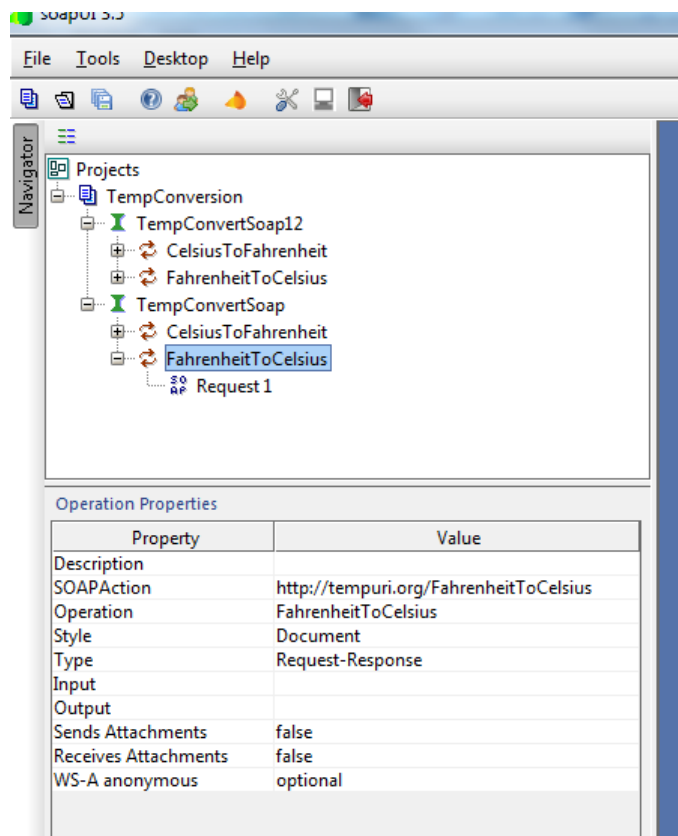 soapUI 3.5
File Tools Desktop Help
Navigator
Projects
TempConversion
TempConvertSoap12
CelsiusToFahrenheit
FahrenheitToCelsius
TempConvertSoap
CelsiusToFahrenheit
FahrenheitToCelsius
Request 1
Operation Properties
Property Value
Description
SOAPAction http://tempuri.org/FahrenheitToCelsius
Operation FahrenheitToCelsius
Style Document
Type Request-Response
Input
Output
Sends Attachments false
Receives Attachments false
WS-A anonymous optional